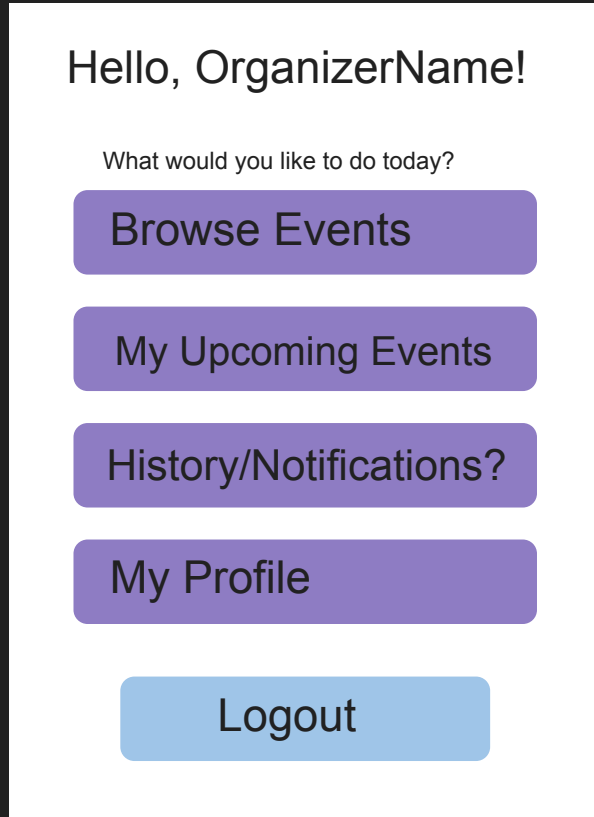 Hello, OrganizerName!
What would you like to do today?
Browse Events
My Upcoming Events
History/Notifications?
My Profile
Logout